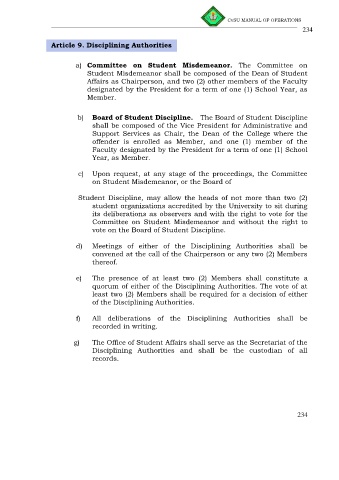 CvSU MANUAL OF OPERATIONS
234
Article 9. Disciplining Authorities
a) Committee on Student Misdemeanor. The Committee on
Student Misdemeanor shall be composed of the Dean of Student
Affairs as Chairperson, and two (2) other members of the Faculty
designated by the President for a term of one (1) School Year, as
Member.
b) Board of Student Discipline. The Board of Student Discipline
shall be composed of the Vice President for Administrative and
Support Services as Chair, the Dean of the College where the
offender is enrolled as Member, and one (1) member of the
Faculty designated by the President for a term of one (1) School
Year, as Member.
c) Upon request, at any stage of the proceedings, the Committee
on Student Misdemeanor, or the Board of
Student Discipline, may allow the heads of not more than two (2)
student organizations accredited by the University to sit during
its deliberations as observers and with the right to vote for the
Committee on Student Misdemeanor and without the right to
vote on the Board of Student Discipline.
d) Meetings of either of the Disciplining Authorities shall be
convened at the call of the Chairperson or any two (2) Members
thereof.
e) The presence of at least two (2) Members shall constitute a
quorum of either of the Disciplining Authorities. The vote of at
least two (2) Members shall be required for a decision of either
of the Disciplining Authorities.
f) All deliberations of the Disciplining Authorities shall be
recorded in writing.
g) The Office of Student Affairs shall serve as the Secretariat of the
Disciplining Authorities and shall be the custodian of all
records.
234